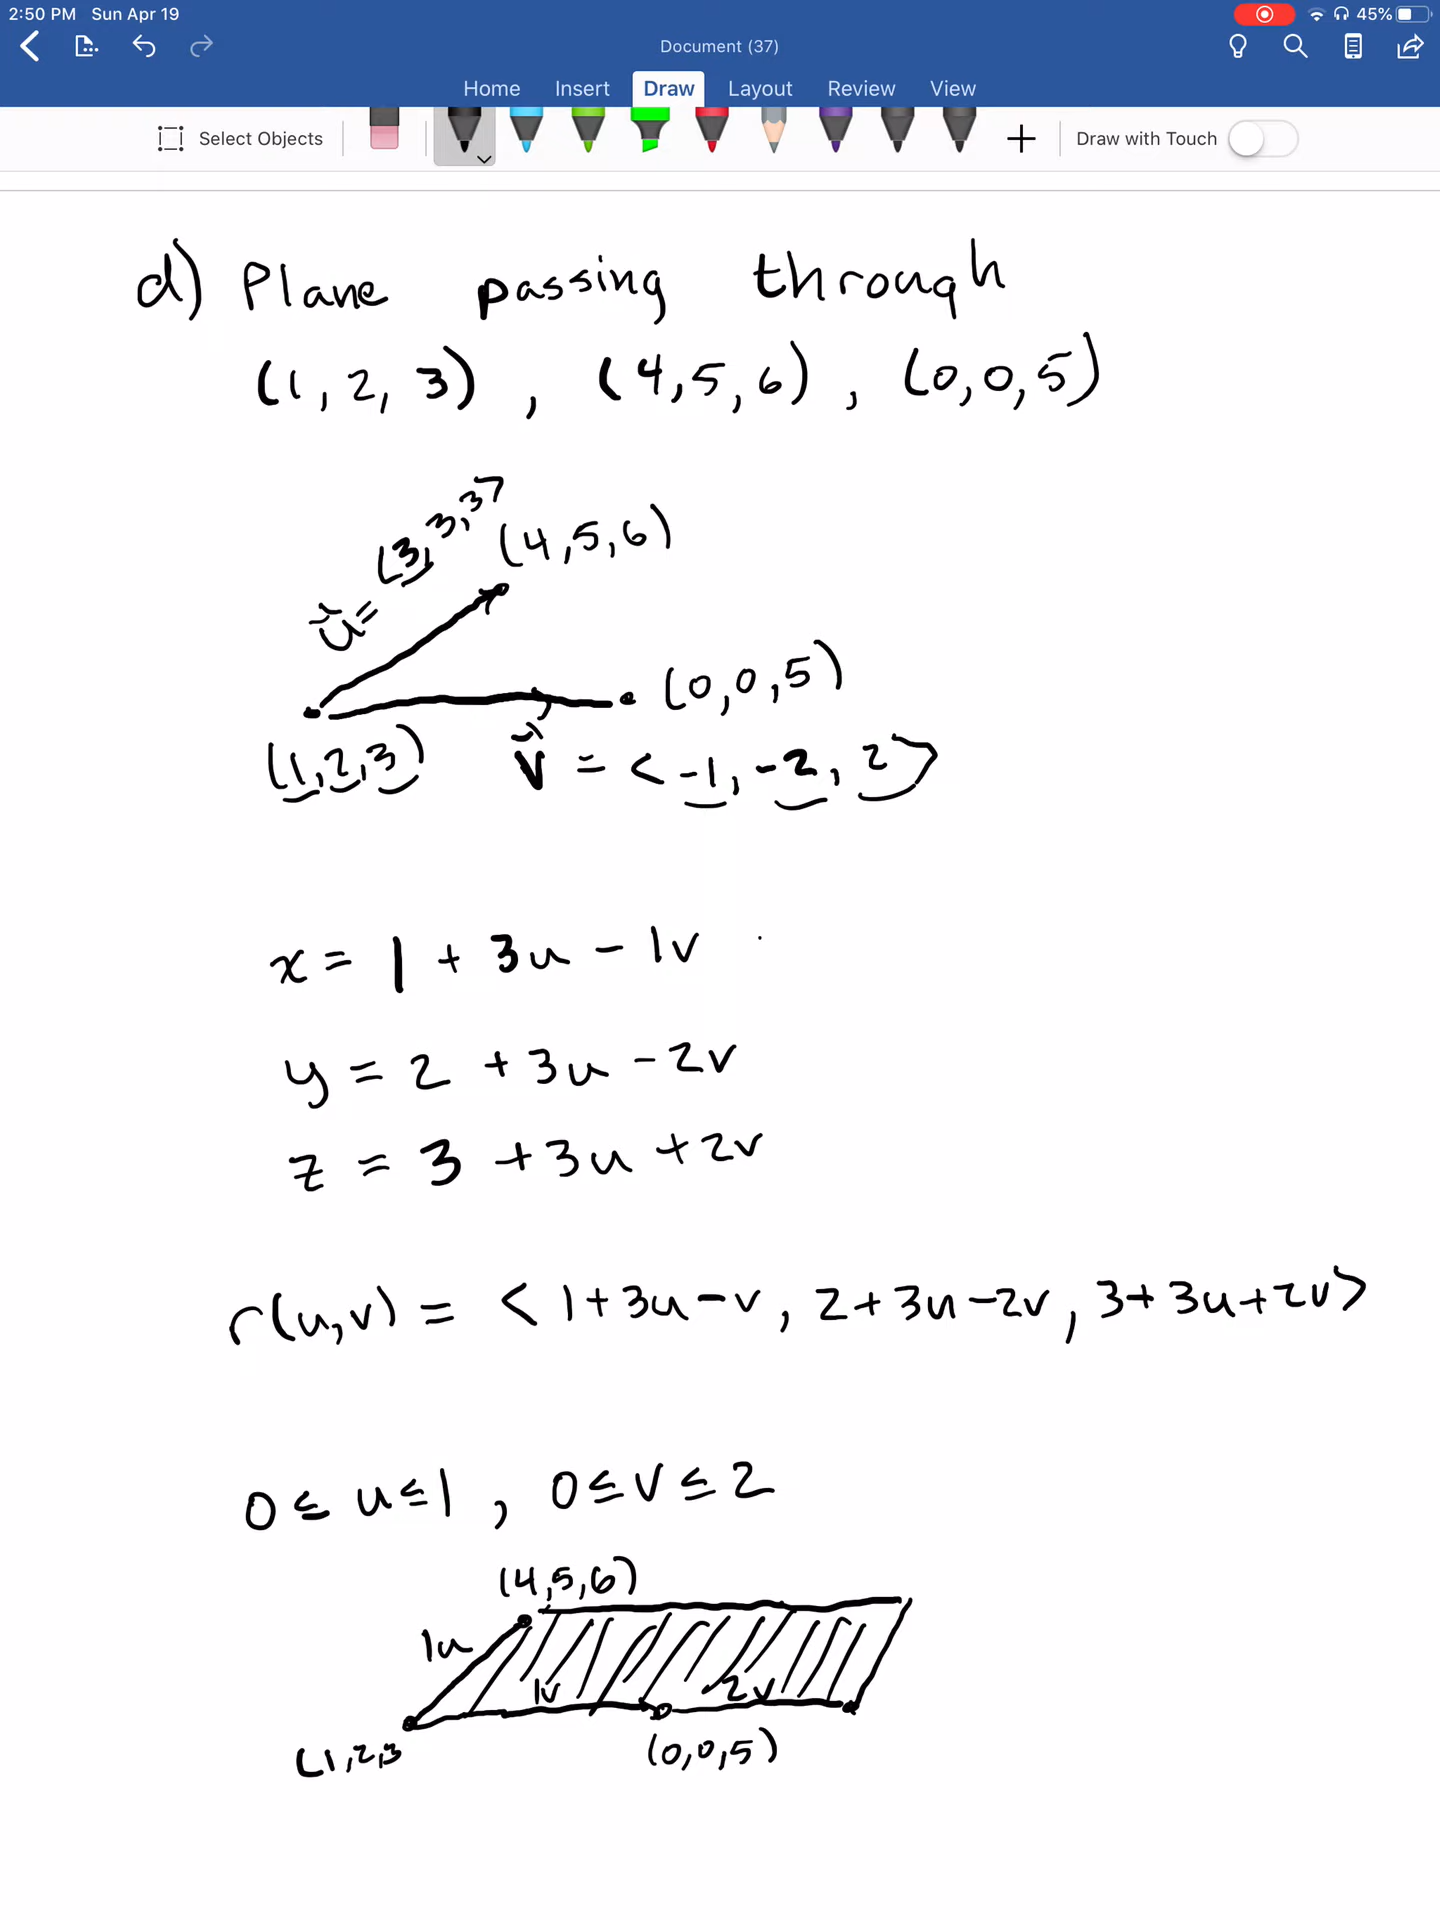 2:50 PM Sun Apr 19
45%
Document (37)
Home Insert Draw Layout Review View
Select Objects
Draw with Touch
d) Plane passing through
(1, 2, 3) , (4,5,6) , (0,0,5)
u⃗ = ⟨3,3,3⟩
(4,5,6)
(0,0,5)
(1,2,3) v⃗ = < -1, -2, 2>
x = 1 + 3u - 1v
y = 2 + 3u - 2v
z = 3 + 3u + 2v
r(u,v) = < 1+3u-v, 2+3u-2v, 3+3u+2v>
0 ≤ u ≤ 1 , 0 ≤ v ≤ 2
(4,5,6)
1u
1v 2v
(1,2,3 (0,0,5)